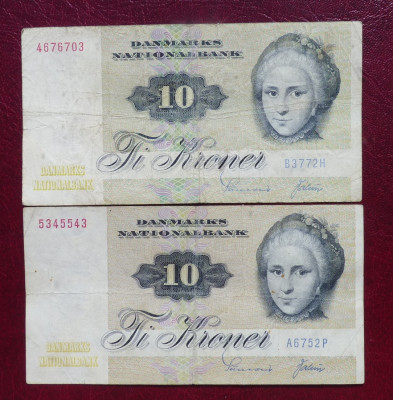 4676703
DANMARKS
NATIONALBANK
10
Ti Kroner
B3772H
DANMARKS
NATIONALBANK
5345543
DANMARKS
NATIONALBANK
10
Ti Kroner
A6752P
DANMARKS
NATIONALBANK